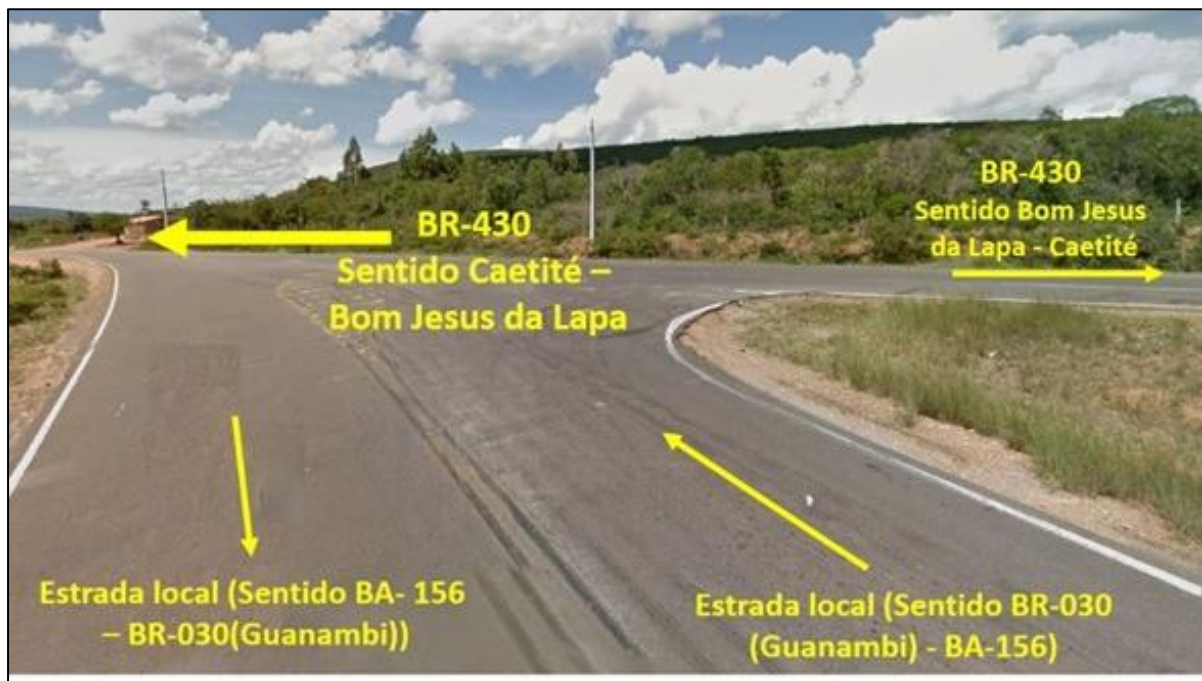 BR-430
Sentido Bom Jesus
da Lapa - Caetité
BR-430
Sentido Caetité –
Bom Jesus da Lapa
Estrada local (Sentido BA- 156
– BR-030(Guanambi))
Estrada local (Sentido BR-030
(Guanambi) - BA-156)